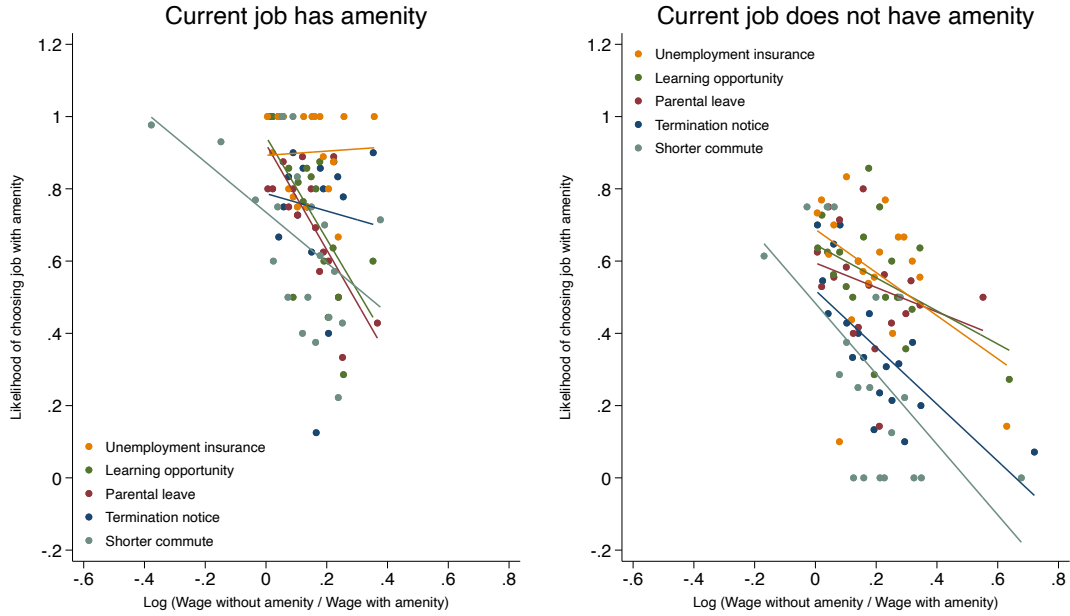 Current job has amenity
1.2
1
.8
.6
.4
.2
0
-.2
Likelihood of choosing job with amenity
Unemployment insurance
Learning opportunity
Parental leave
Termination notice
Shorter commute
-.6 -.4 -.2 0 .2 .4 .6 .8
Log (Wage without amenity / Wage with amenity)
Current job does not have amenity
1.2
1
.8
.6
.4
.2
0
-.2
Likelihood of choosing job with amenity
Unemployment insurance
Learning opportunity
Parental leave
Termination notice
Shorter commute
-.6 -.4 -.2 0 .2 .4 .6 .8
Log (Wage without amenity / Wage with amenity)